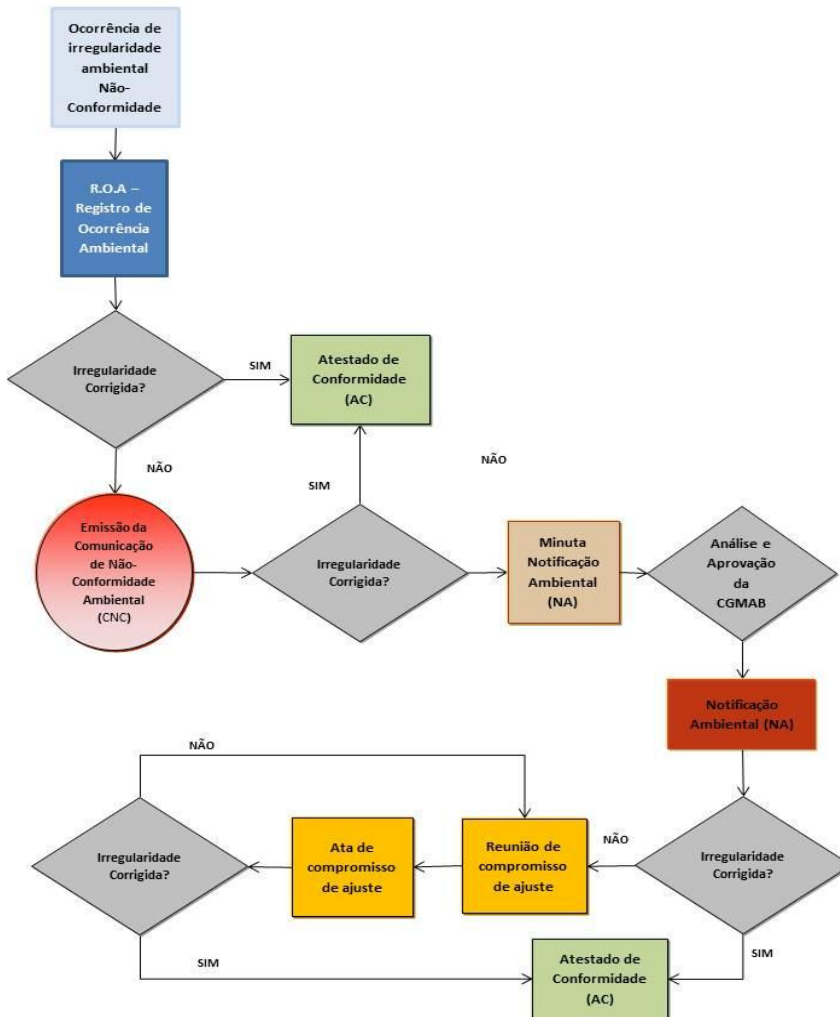 Ocorrência de
irregularidade
ambiental
Não-
Conformidade
R.O.A –
Registro de
Ocorrência
Ambiental
Irregularidade
Corrigida?
SIM
Atestado de
Conformidade
(AC)
NÃO
SIM
NÃO
Emissão da
Comunicação
de Não-
Conformidade
Ambiental
(CNC)
Irregularidade
Corrigida?
Minuta
Notificação
Ambiental
(NA)
Análise e
Aprovação
da
CGMAB
Notificação
Ambiental (NA)
NÃO
Irregularidade
Corrigida?
Ata de
compromisso
de ajuste
Reunião de
compromisso
de ajuste
NÃO
Irregularidade
Corrigida?
SIM
Atestado de
Conformidade
(AC)
SIM